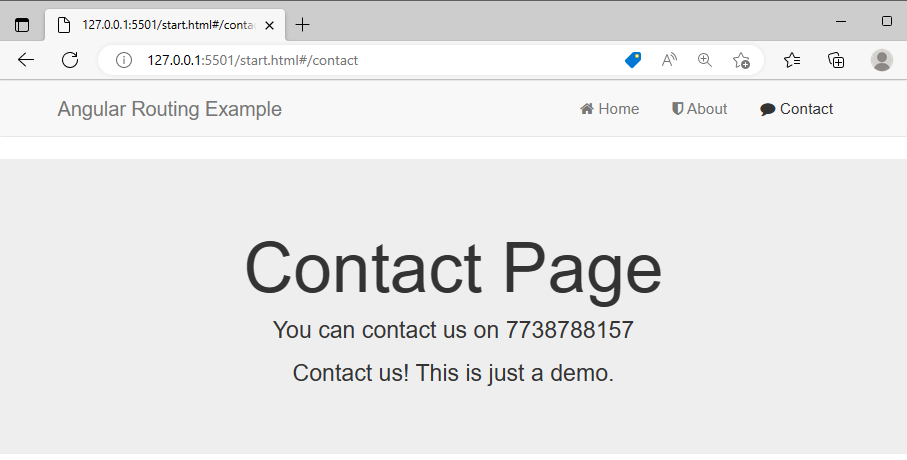 127.0.0.1:5501/start.html#/conta
127.0.0.1:5501/start.html#/contact
Angular Routing Example
Home
About
Contact
Contact Page
You can contact us on 7738788157
Contact us! This is just a demo.